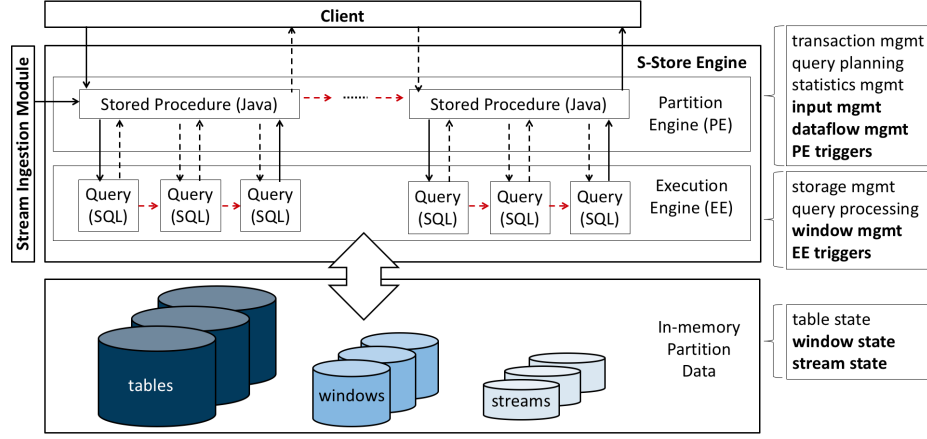 Client
Stream Ingestion Module
S-Store Engine
Stored Procedure (Java)
......
Stored Procedure (Java)
Partition
Engine (PE)
Query
(SQL)
Query
(SQL)
Query
(SQL)
Query
(SQL)
Query
(SQL)
Query
(SQL)
Execution
Engine (EE)
transaction mgmt
query planning
statistics mgmt
input mgmt
dataflow mgmt
PE triggers
storage mgmt
query processing
window mgmt
EE triggers
tables
windows
streams
In-memory
Partition
Data
table state
window state
stream state